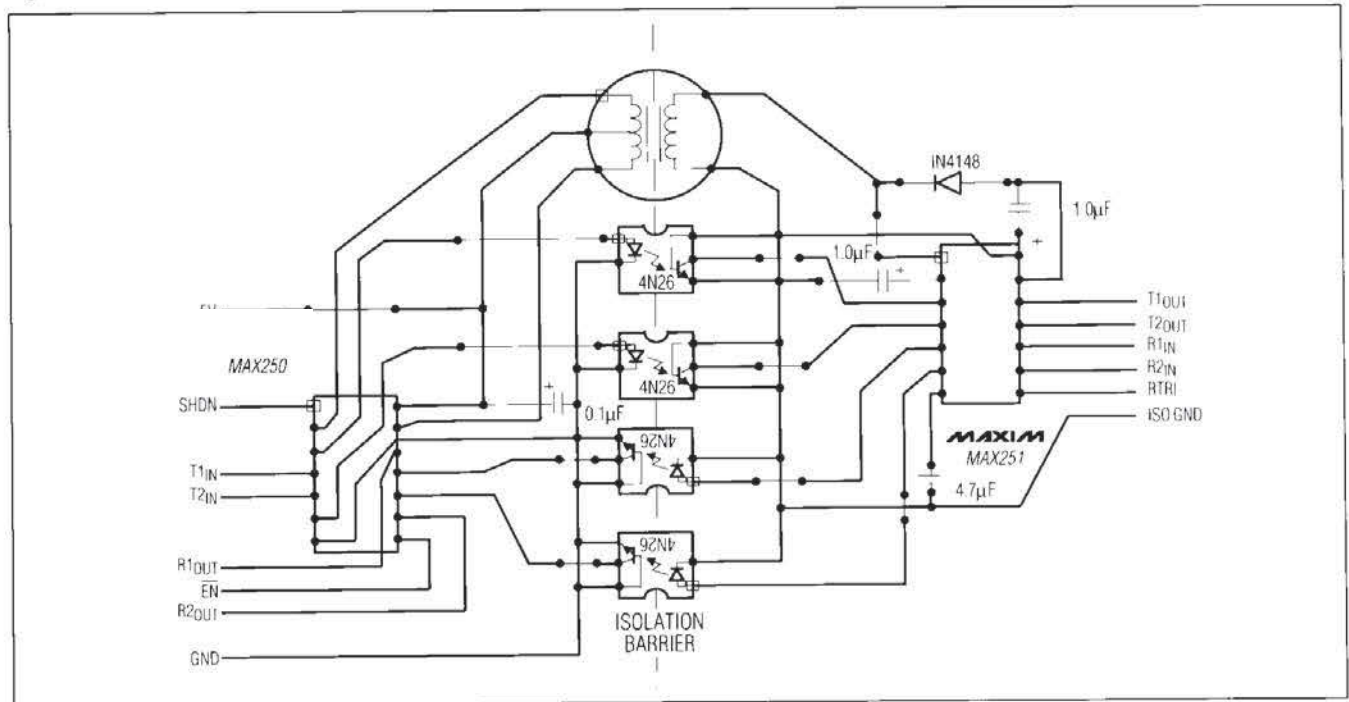 IN4148
1.0µF
+
4N26
1.0µF
+
T1OUT
T2OUT
4N26
R1IN
MAX250
R2IN
SHDN
+
0.1µF
RTRI
ISO GND
4N26
MAXIM
MAX251
T1IN
T2IN
4.7µF
4N26
R1OUT
EN
R2OUT
ISOLATION
BARRIER
GND